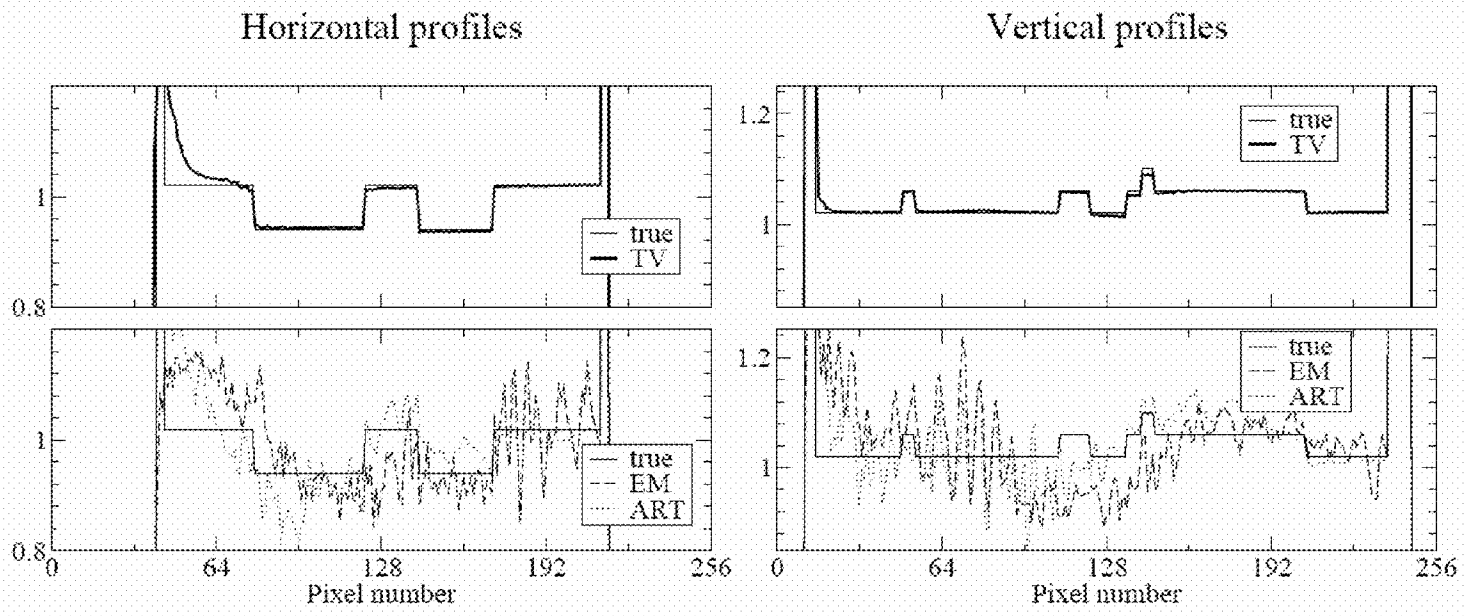 Horizontal profiles
Vertical profiles
1
0.8
true
TV
1.2
1
true
TV
1
0.8
true
EM
ART
0
64
128
192
256
Pixel number
1.2
1
true
EM
ART
0
64
128
192
256
Pixel number